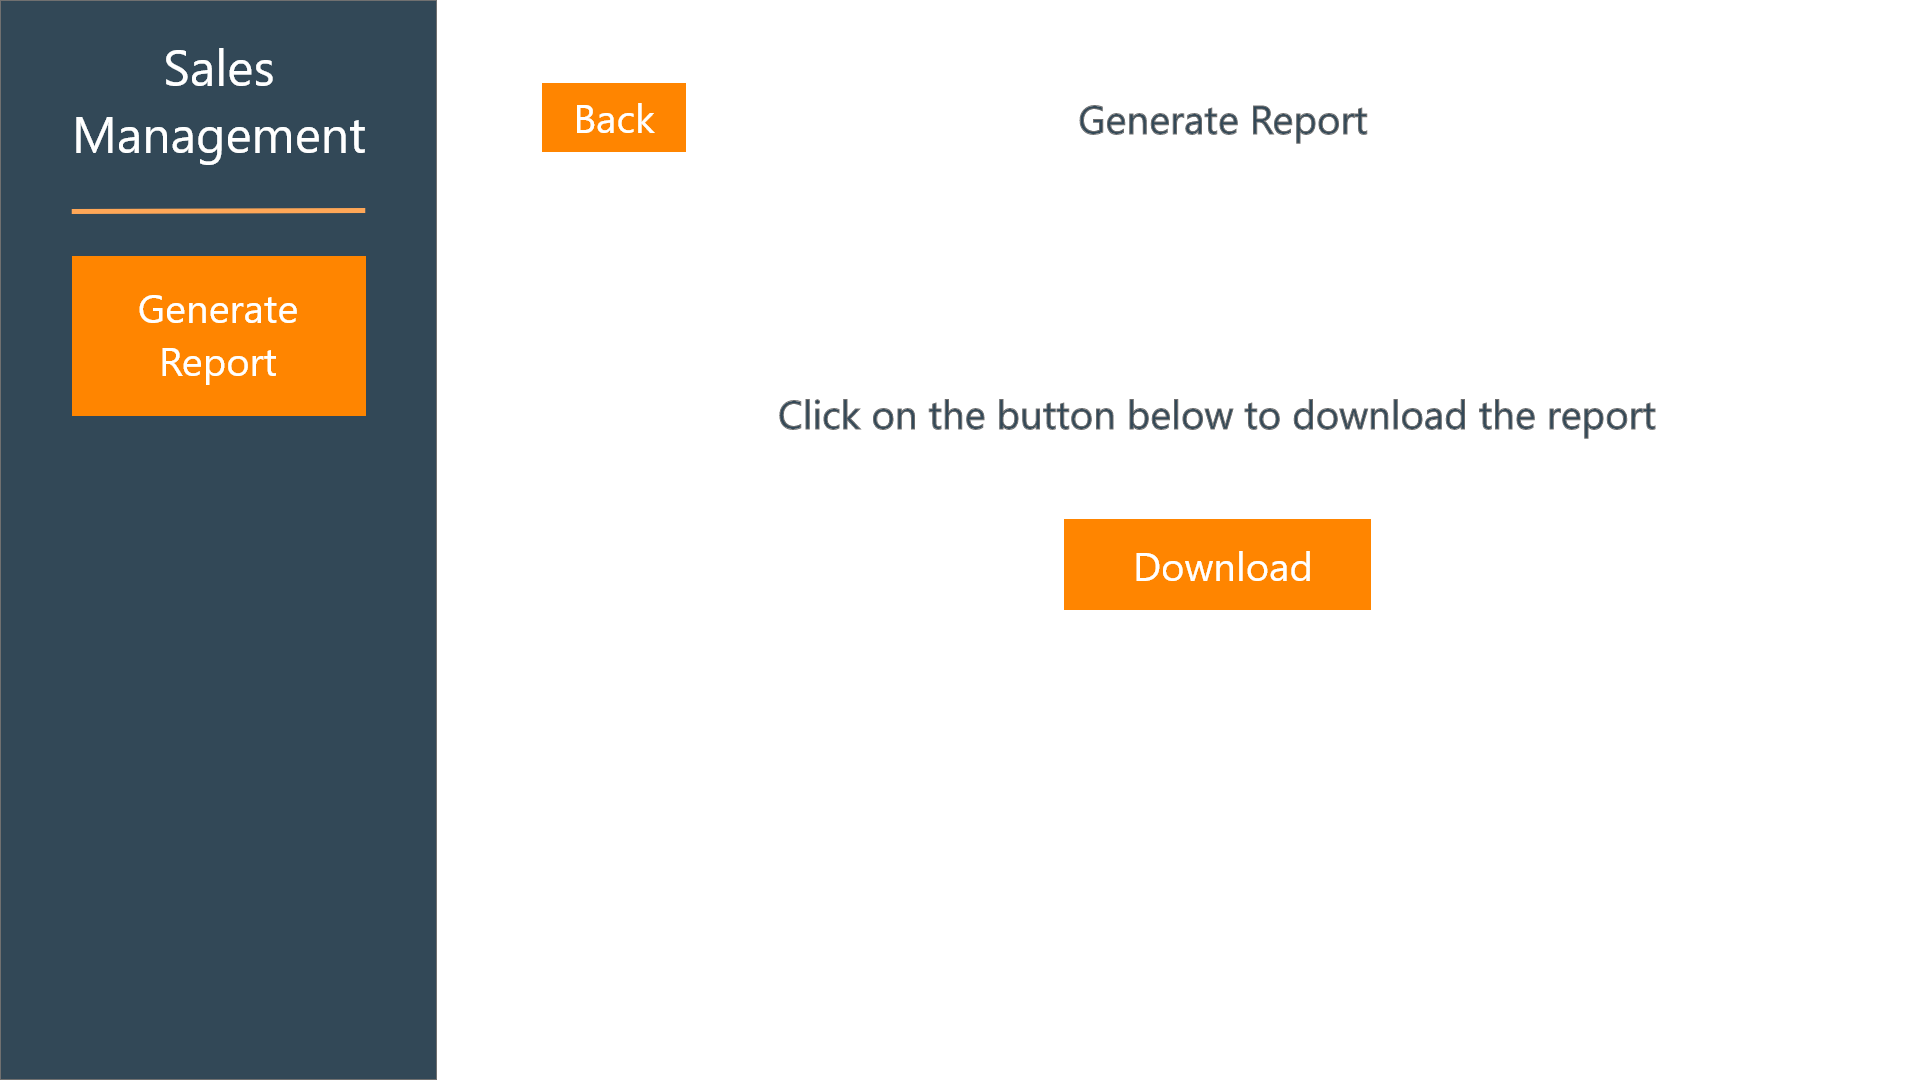 Sales
Management
Generate
Report
Back
Generate Report
Click on the button below to download the report
Download